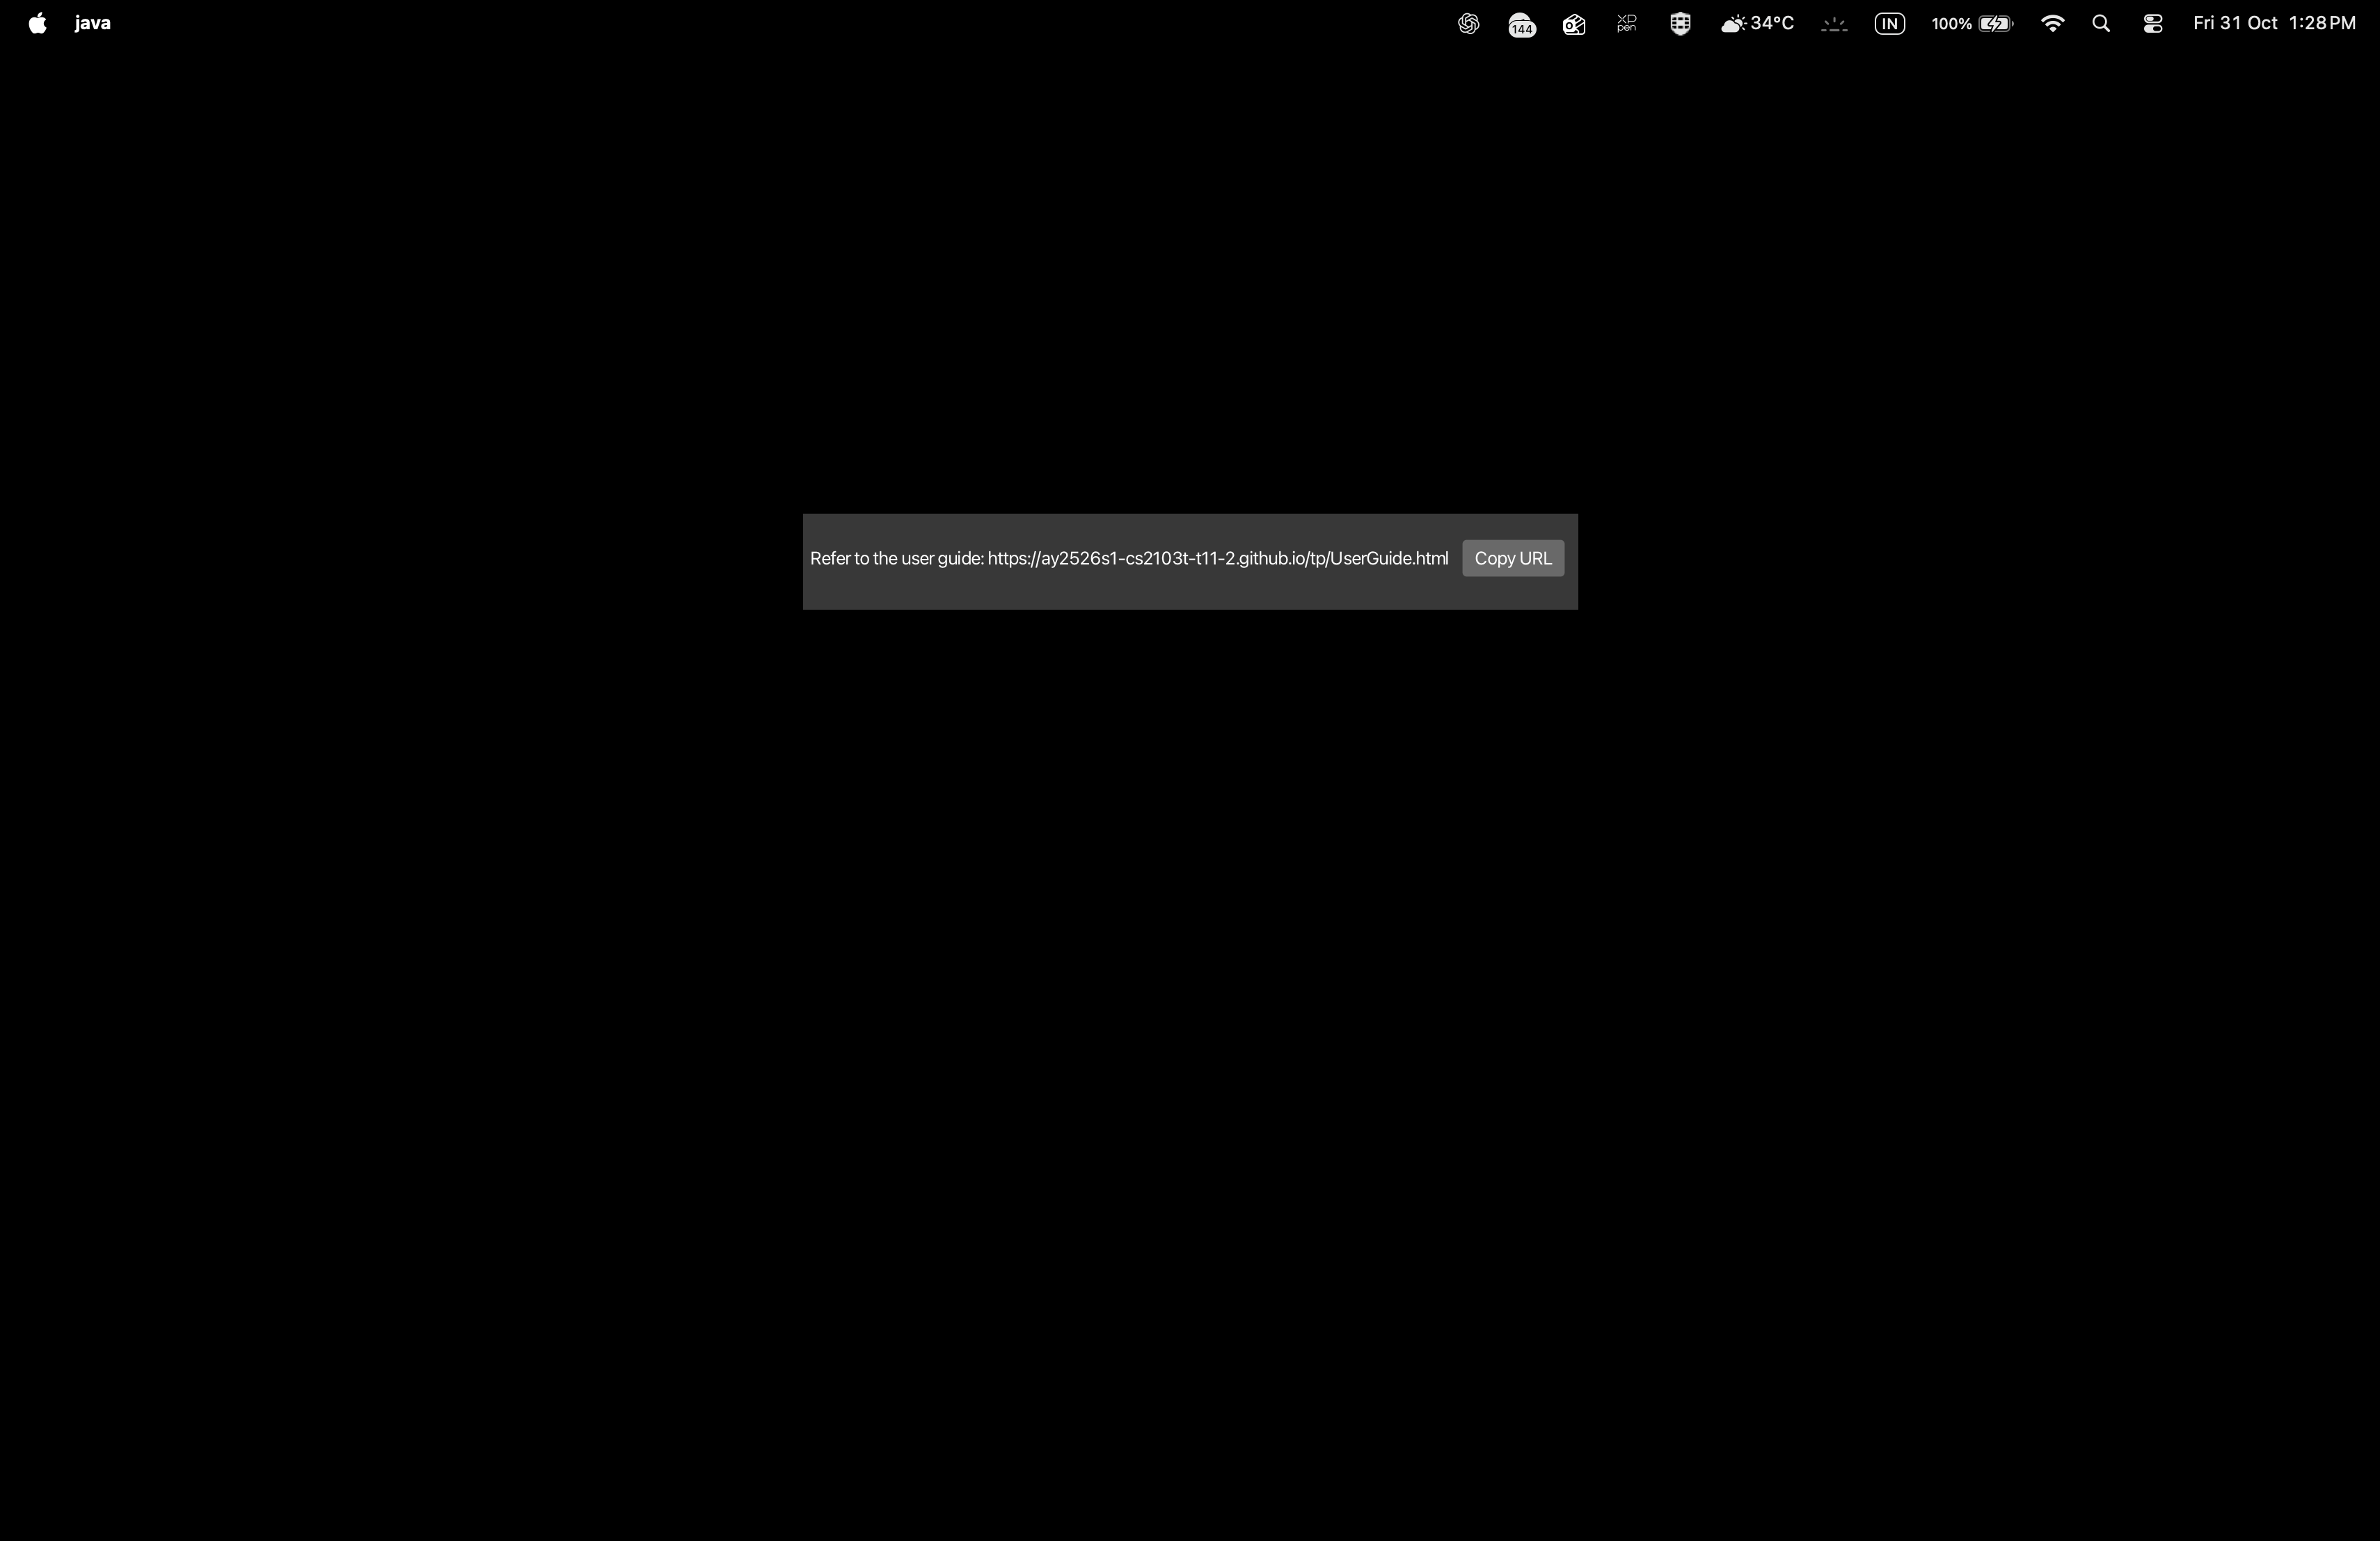 java
144
XP
pen
34°C
IN
100%
Fri 31 Oct 1:28 PM
Refer to the user guide: https://ay2526s1-cs2103t-t11-2.github.io/tp/UserGuide.html
Copy URL